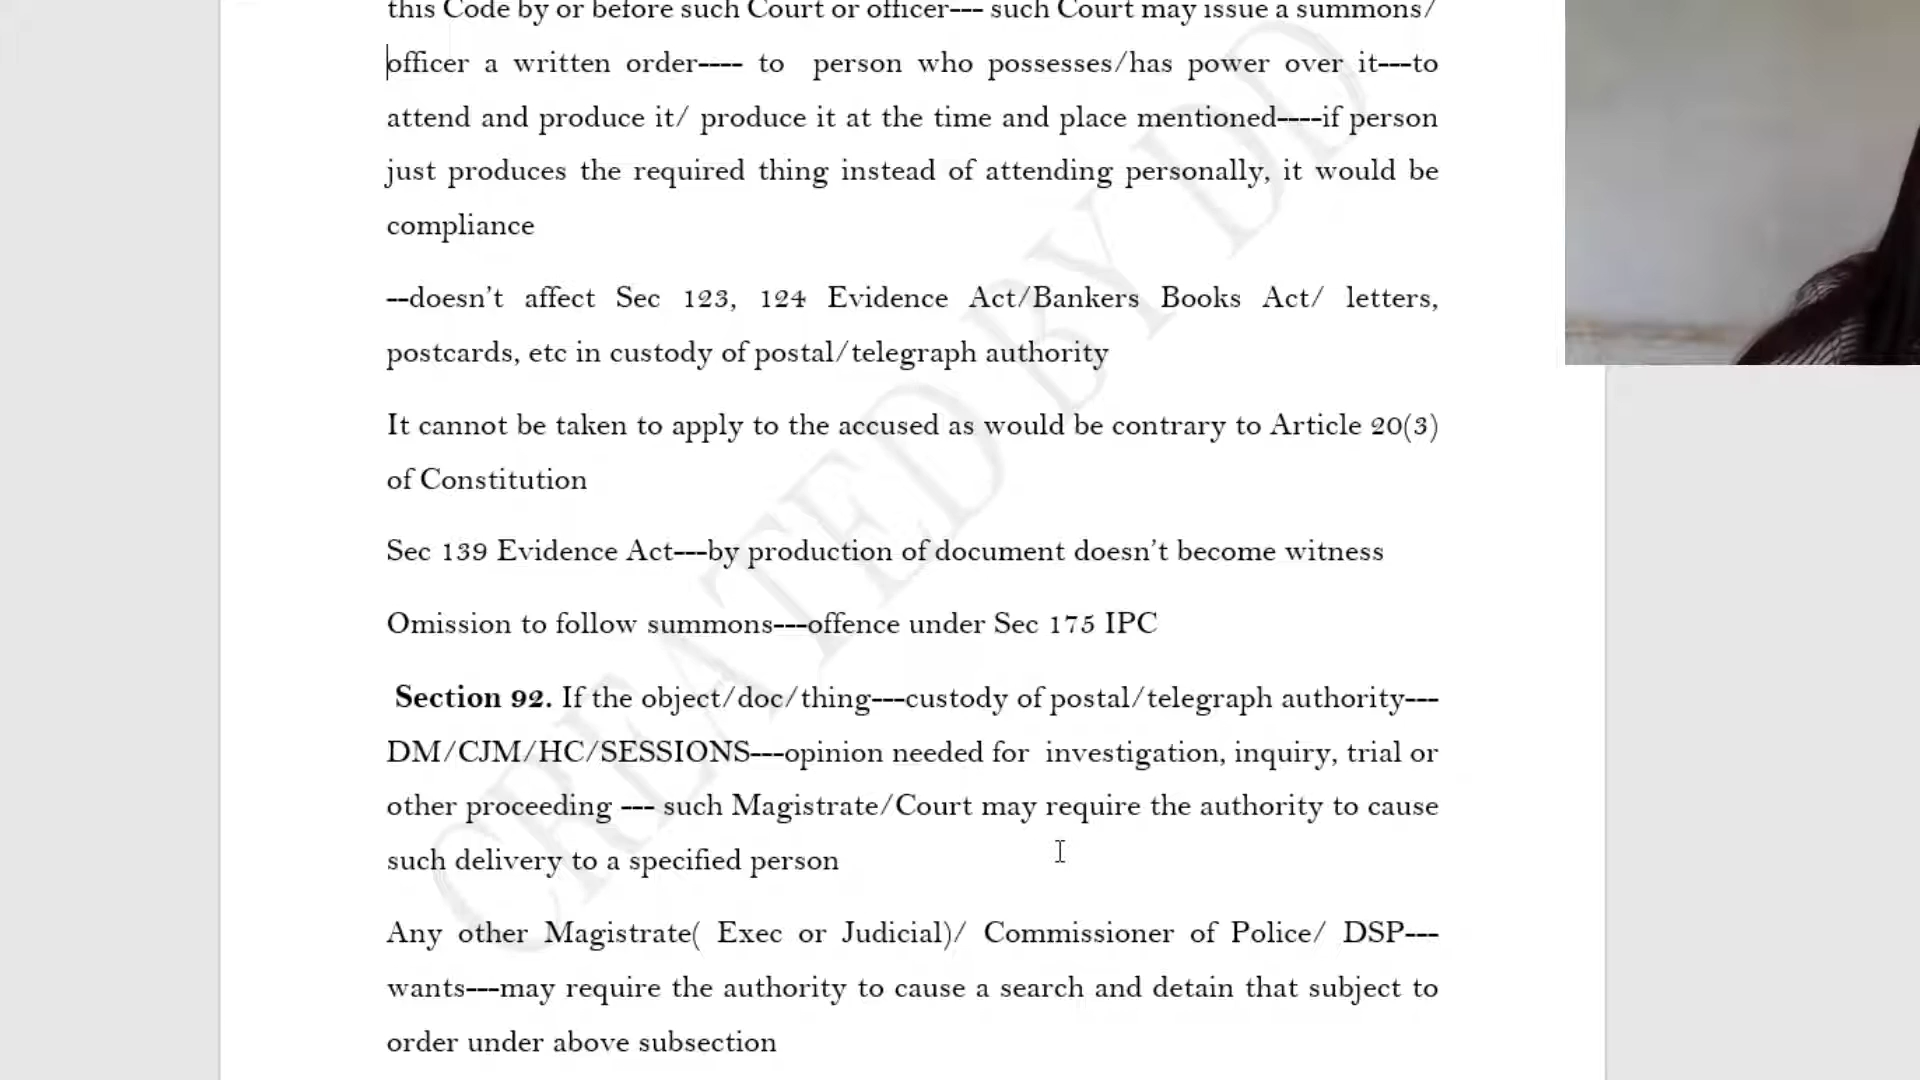 this Code by or before such Court or officer--- such Court may issue a summons/
officer a written order---- to person who possesses/has power over it---to
attend and produce it/ produce it at the time and place mentioned----if person
just produces the required thing instead of attending personally, it would be
compliance
--doesn’t affect Sec 123, 124 Evidence Act/Bankers Books Act/ letters,
postcards, etc in custody of postal/telegraph authority
It cannot be taken to apply to the accused as would be contrary to Article 20(3)
of Constitution
Sec 139 Evidence Act---by production of document doesn’t become witness
Omission to follow summons---offence under Sec 175 IPC
Section 92. If the object/doc/thing---custody of postal/telegraph authority---
DM/CJM/HC/SESSIONS---opinion needed for investigation, inquiry, trial or
other proceeding --- such Magistrate/Court may require the authority to cause
such delivery to a specified person
Any other Magistrate( Exec or Judicial)/ Commissioner of Police/ DSP---
wants---may require the authority to cause a search and detain that subject to
order under above subsection
CREATED BY DD